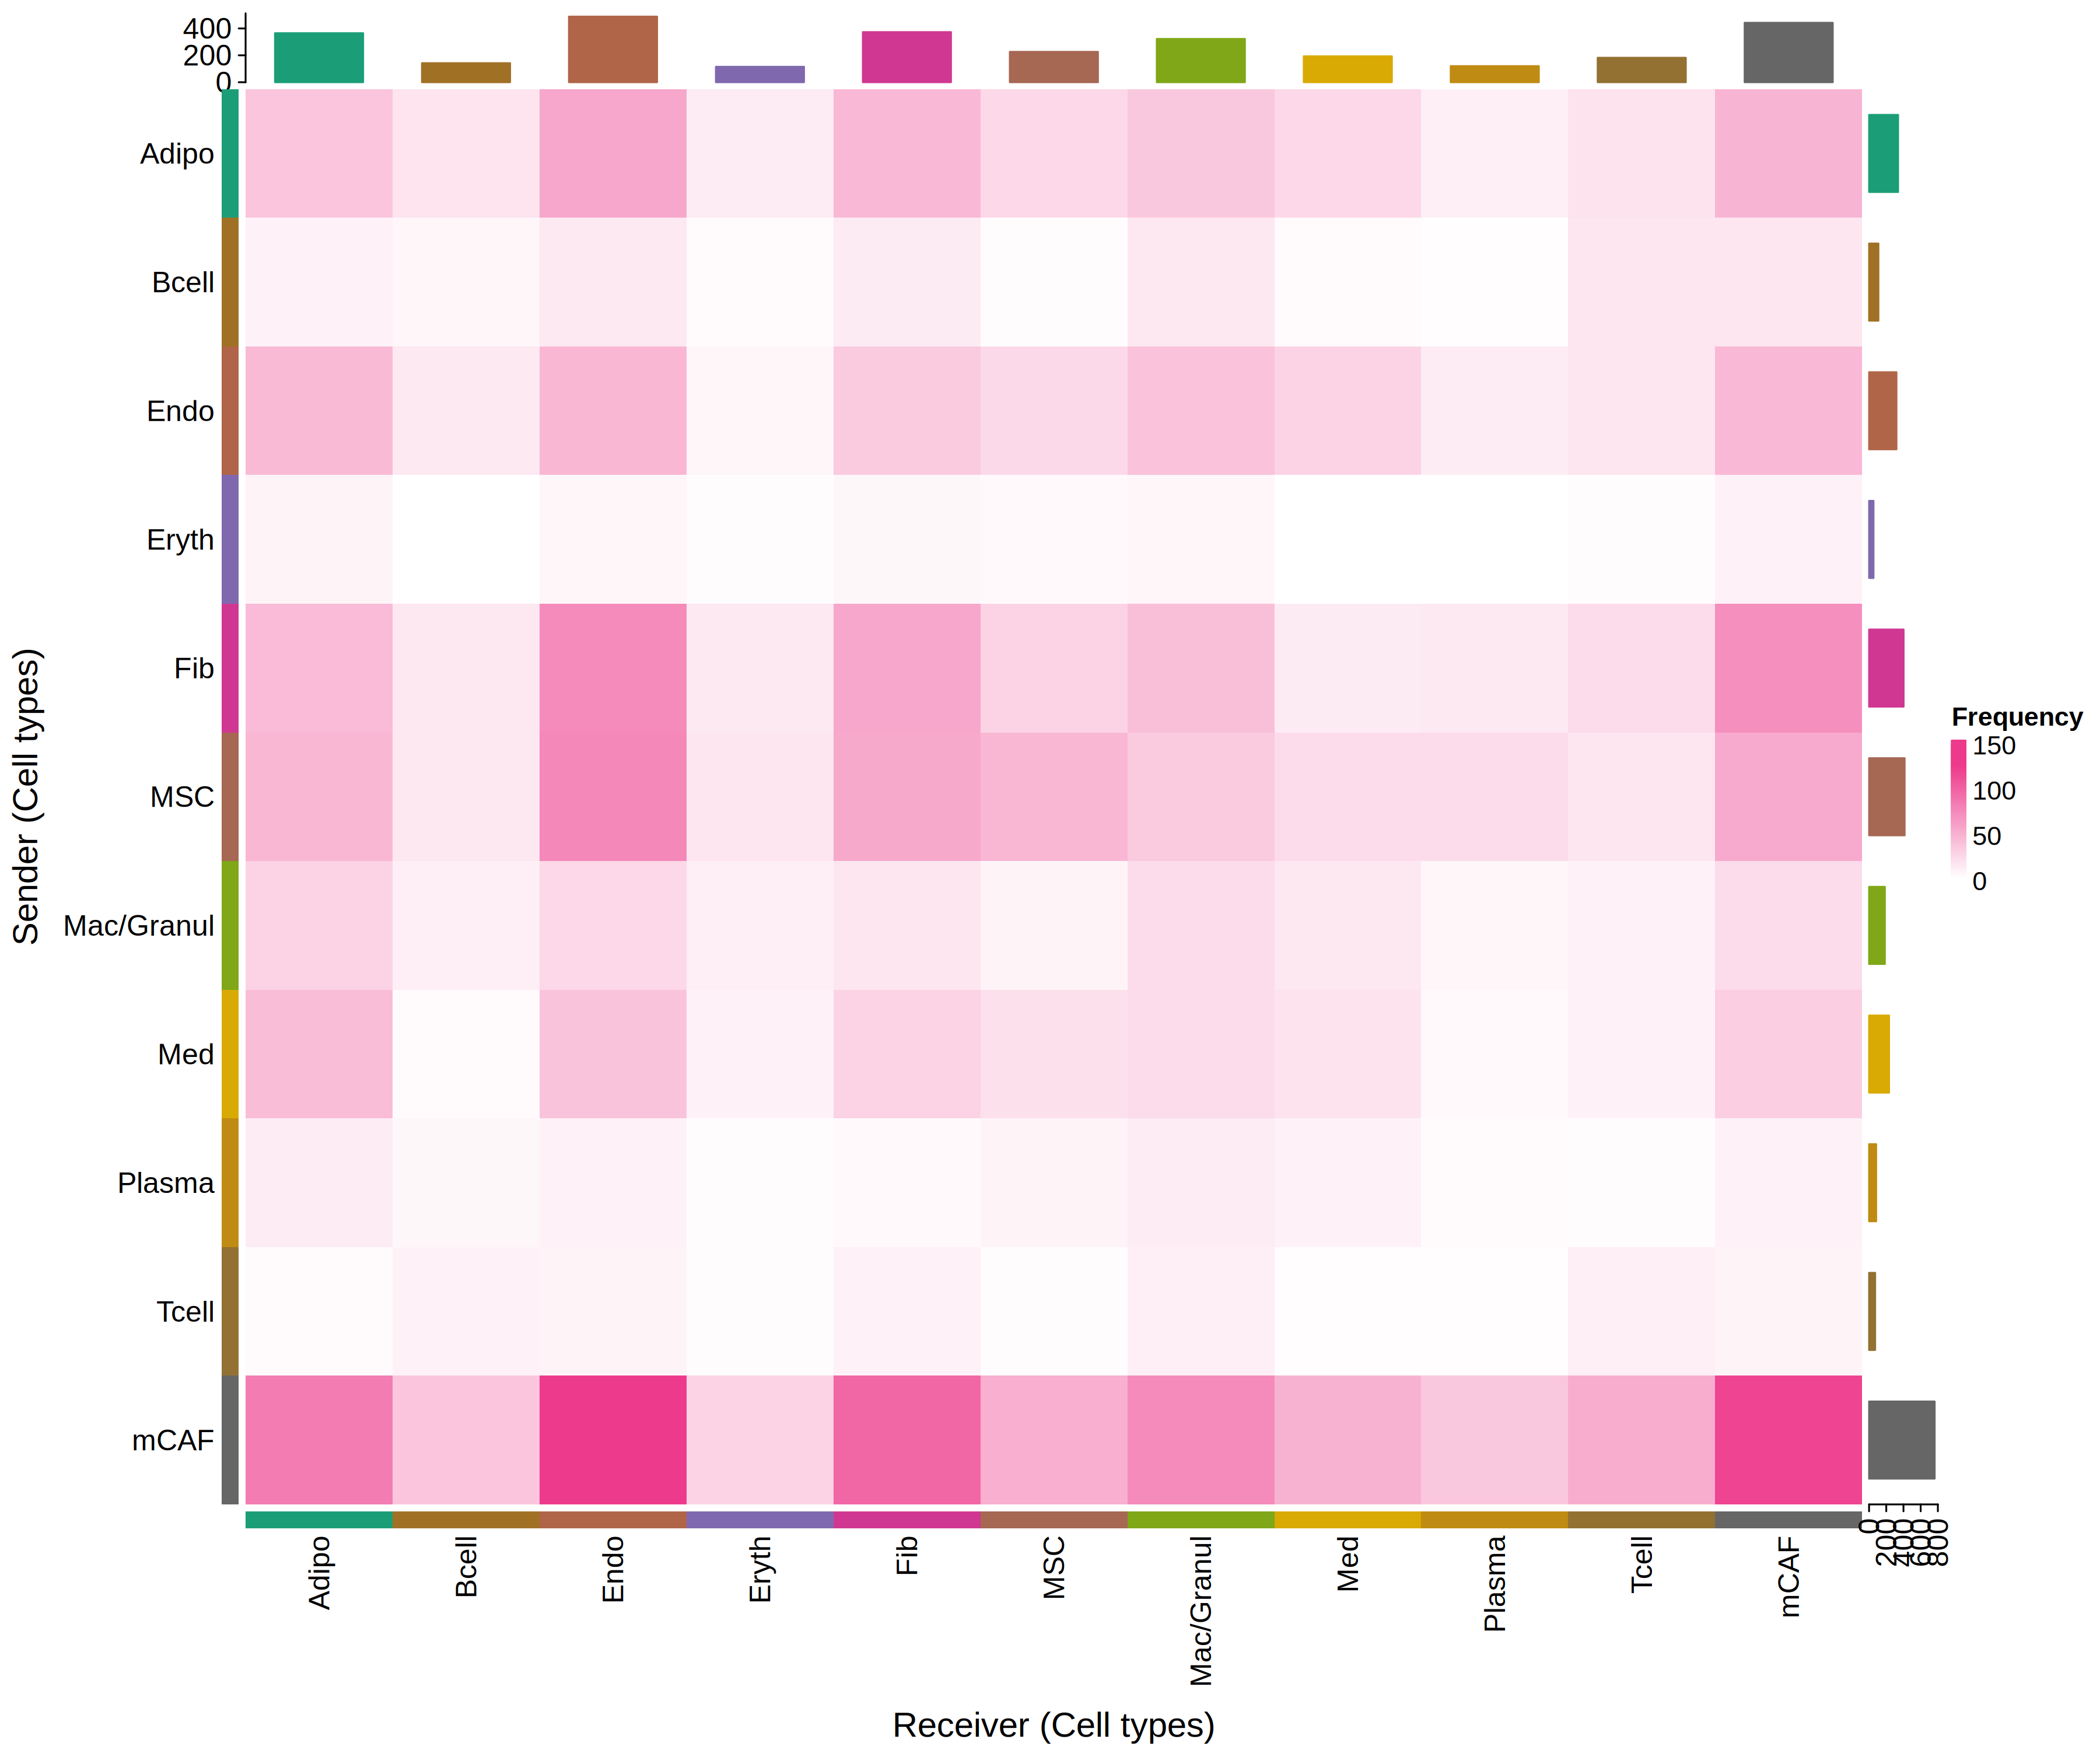 400
200
0
Adipo
Bcell
Endo
Eryth
Fib
MSC
Mac/Granul
Med
Plasma
Tcell
mCAF
Sender (Cell types)
Frequency
150
100
50
0
0
200
400
600
800
Adipo
Bcell
Endo
Eryth
Fib
MSC
Mac/Granul
Med
Plasma
Tcell
mCAF
Receiver (Cell types)